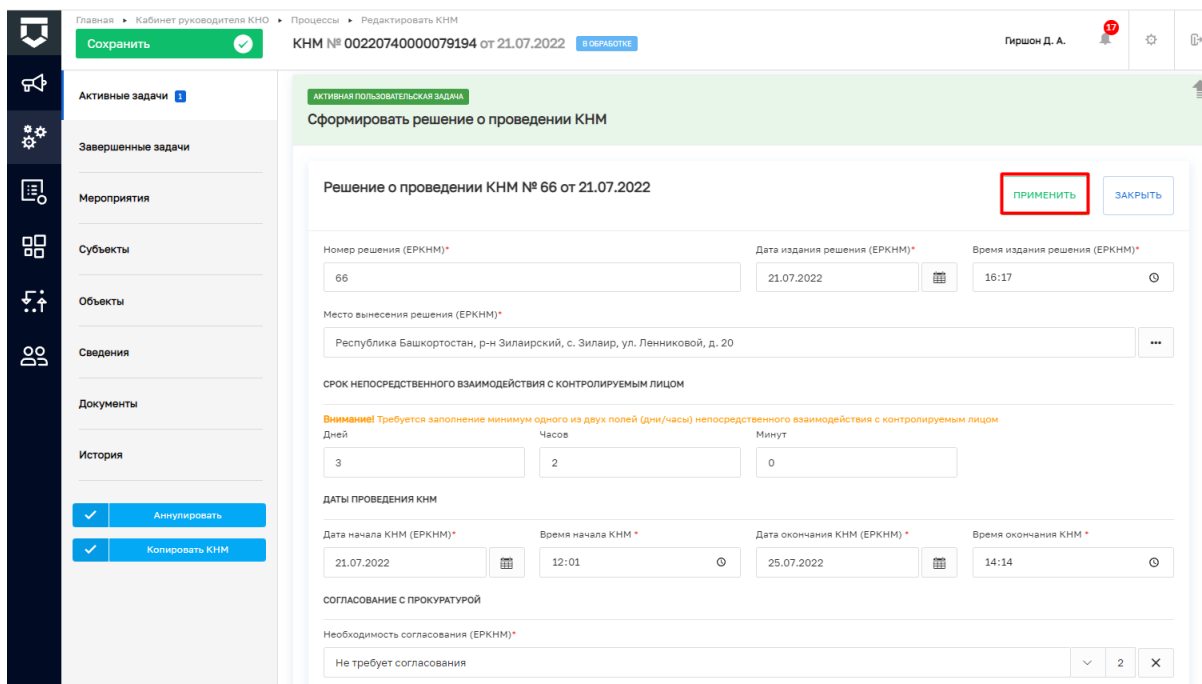 Главная ▸ Кабинет руководителя КНО ▸ Процессы ▸ Редактировать КНМ
Сохранить
КНМ № 00220740000079194 от 21.07.2022 В ОБРАБОТКЕ
Гиршон Д. А.
17
Активные задачи 1
Завершенные задачи
Мероприятия
Субъекты
Объекты
Сведения
Документы
История
Аннулировать
Копировать КНМ
АКТИВНАЯ ПОЛЬЗОВАТЕЛЬСКАЯ ЗАДАЧА
Сформировать решение о проведении КНМ
Решение о проведении КНМ № 66 от 21.07.2022
ПРИМЕНИТЬ
ЗАКРЫТЬ
Номер решения (ЕРКНМ)* Дата издания решения (ЕРКНМ)* Время издания решения (ЕРКНМ)*
66 21.07.2022 16:17
Место вынесения решения (ЕРКНМ)*
Республика Башкортостан, р-н Зилаирский, с. Зилаир, ул. Ленниковой, д. 20 •••
СРОК НЕПОСРЕДСТВЕННОГО ВЗАИМОДЕЙСТВИЯ С КОНТРОЛИРУЕМЫМ ЛИЦОМ
Внимание! Требуется заполнение минимум одного из двух полей (дни/часы) непосредственного взаимодействия с контролируемым лицом
Дней Часов Минут
3 2 0
ДАТЫ ПРОВЕДЕНИЯ КНМ
Дата начала КНМ (ЕРКНМ)* Время начала КНМ * Дата окончания КНМ (ЕРКНМ) * Время окончания КНМ *
21.07.2022 12:01 25.07.2022 14:14
СОГЛАСОВАНИЕ С ПРОКУРАТУРОЙ
Необходимость согласования (ЕРКНМ)*
Не требует согласования 2